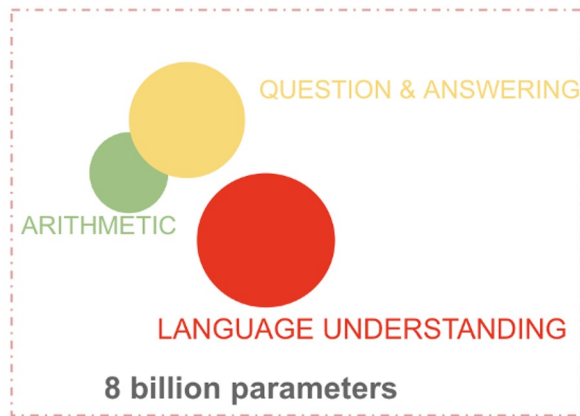 QUESTION & ANSWERING
ARITHMETIC
LANGUAGE UNDERSTANDING
8 billion parameters